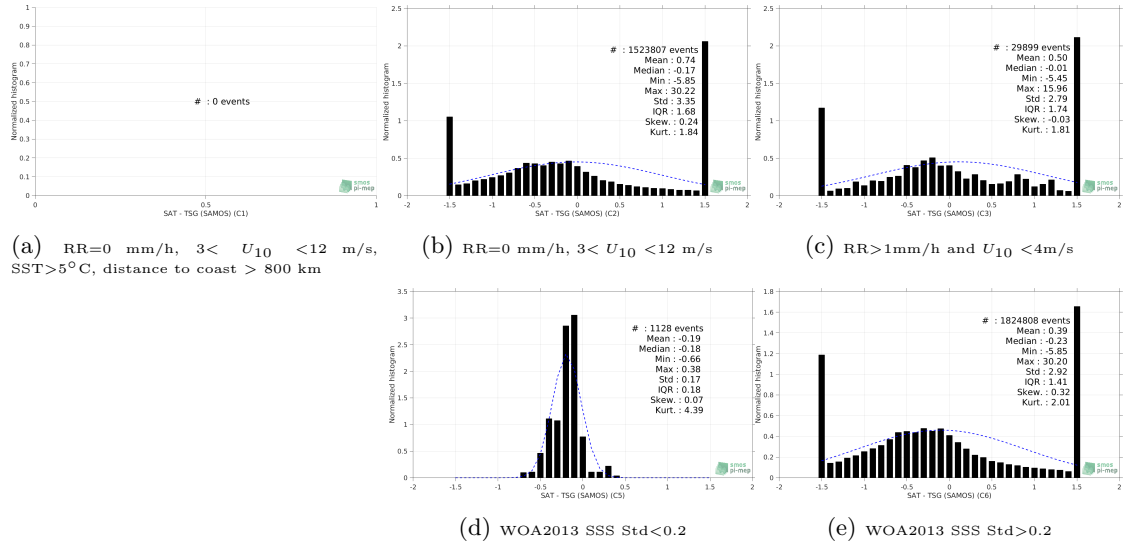 1
0.9
0.8
0.7
0.6
0.5
0.4
0.3
0.2
0.1
0
Normalized histogram
# : 0 events
0 0.5 1
SAT - TSG (SAMOS) (C1)
smos
pi-mep
(a) RR=0 mm/h, 3< U10 <12 m/s,
SST>5°C, distance to coast > 800 km
2.5
2
1.5
1
0.5
0
Normalized histogram
# : 1523807 events
Mean : 0.74
Median : -0.17
Min : -5.85
Max : 30.22
Std : 3.35
IQR : 1.68
Skew. : 0.24
Kurt. : 1.84
-2 -1.5 -1 -0.5 0 0.5 1 1.5 2
SAT - TSG (SAMOS) (C2)
smos
pi-mep
(b) RR=0 mm/h, 3< U10 <12 m/s
2.5
2
1.5
1
0.5
0
Normalized histogram
# : 29899 events
Mean : 0.50
Median : -0.01
Min : -5.45
Max : 15.96
Std : 2.79
IQR : 1.74
Skew. : -0.03
Kurt. : 1.81
-2 -1.5 -1 -0.5 0 0.5 1 1.5 2
SAT - TSG (SAMOS) (C3)
smos
pi-mep
(c) RR>1mm/h and U10 <4m/s
3.5
3
2.5
2
1.5
1
0.5
0
Normalized histogram
# : 1128 events
Mean : -0.19
Median : -0.18
Min : -0.66
Max : 0.38
Std : 0.17
IQR : 0.18
Skew. : 0.07
Kurt. : 4.39
-2 -1.5 -1 -0.5 0 0.5 1 1.5 2
SAT - TSG (SAMOS) (C5)
smos
pi-mep
(d) WOA2013 SSS Std<0.2
1.8
1.6
1.4
1.2
1
0.8
0.6
0.4
0.2
0
Normalized histogram
# : 1824808 events
Mean : 0.39
Median : -0.23
Min : -5.85
Max : 30.20
Std : 2.92
IQR : 1.41
Skew. : 0.32
Kurt. : 2.01
-2 -1.5 -1 -0.5 0 0.5 1 1.5 2
SAT - TSG (SAMOS) (C6)
smos
pi-mep
(e) WOA2013 SSS Std>0.2